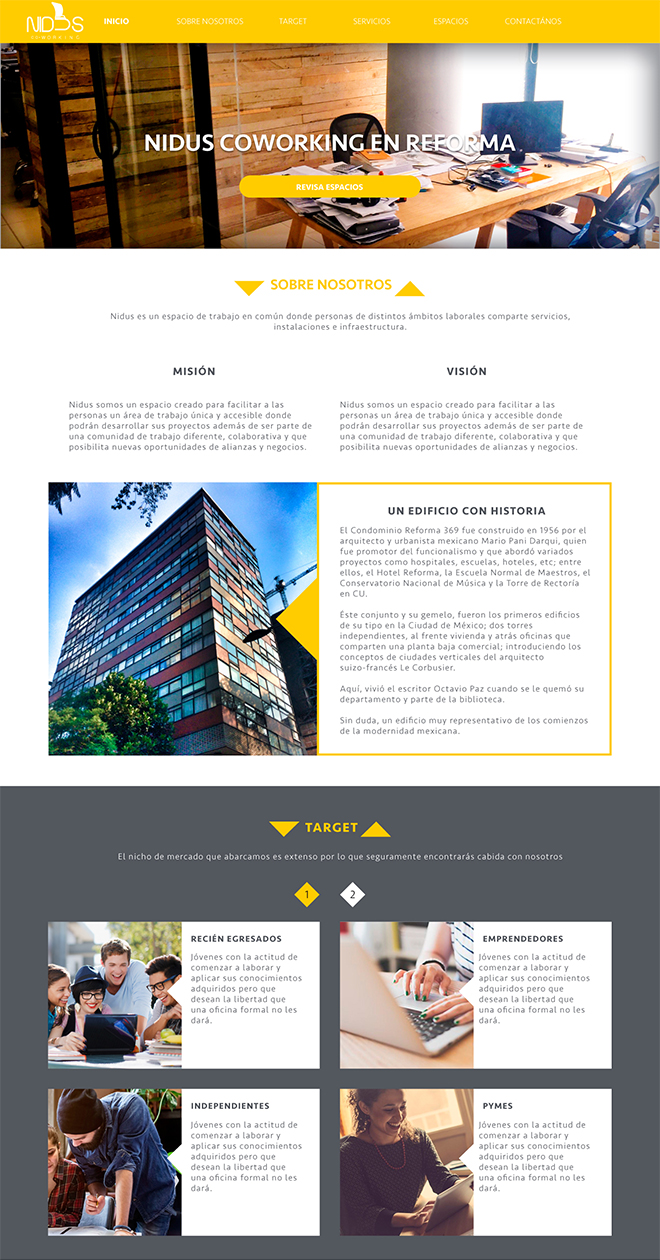 NIDUS
COWORKING
INICIO
SOBRE NOSOTROS
TARGET
SERVICIOS
ESPACIOS
CONTACTÁNOS
NIDUS COWORKING EN REFORMA
REVISA ESPACIOS
SOBRE NOSOTROS
Nidus es un espacio de trabajo en común donde personas de distintos ámbitos laborales comparte servicios,
instalaciones e infraestructura.
MISIÓN
Nidus somos un espacio creado para facilitar a las
personas un área de trabajo única y accesible donde
podrán desarrollar sus proyectos además de ser parte de
una comunidad de trabajo diferente, colaborativa y que
posibilita nuevas oportunidades de alianzas y negocios.
VISIÓN
Nidus somos un espacio creado para facilitar a las
personas un área de trabajo única y accesible donde
podrán desarrollar sus proyectos además de ser parte de
una comunidad de trabajo diferente, colaborativa y que
posibilita nuevas oportunidades de alianzas y negocios.
UN EDIFICIO CON HISTORIA
El Condominio Reforma 369 fue construido en 1956 por el
arquitecto y urbanista mexicano Mario Pani Darqui, quien
fue promotor del funcionalismo y que abordó variados
proyectos como hospitales, escuelas, hoteles, etc; entre
ellos, el Hotel Reforma, la Escuela Normal de Maestros, el
Conservatorio Nacional de Música y la Torre de Rectoría
en CU.
Éste conjunto y su gemelo, fueron los primeros edificios
de su tipo en la Ciudad de México; dos torres
independientes, al frente vivienda y atrás oficinas que
comparten una planta baja comercial; introduciendo los
conceptos de ciudades verticales del arquitecto
suizo-francés Le Corbusier.
Aquí, vivió el escritor Octavio Paz cuando se le quemó su
departamento y parte de la biblioteca.
Sin duda, un edificio muy representativo de los comienzos
de la modernidad mexicana.
TARGET
El nicho de mercado que abarcamos es extenso por lo que seguramente encontrarás cabida con nosotros
1
2
RECIÉN EGRESADOS
Jóvenes con la actitud de
comenzar a laborar y
aplicar sus conocimientos
adquiridos pero que
desean la libertad que
una oficina formal no les
dará.
EMPRENDEDORES
Jóvenes con la actitud de
comenzar a laborar y
aplicar sus conocimientos
adquiridos pero que
desean la libertad que
una oficina formal no les
dará.
INDEPENDIENTES
Jóvenes con la actitud de
comenzar a laborar y
aplicar sus conocimientos
adquiridos pero que
desean la libertad que
una oficina formal no les
dará.
PYMES
Jóvenes con la actitud de
comenzar a laborar y
aplicar sus conocimientos
adquiridos pero que
desean la libertad que
una oficina formal no les
dará.